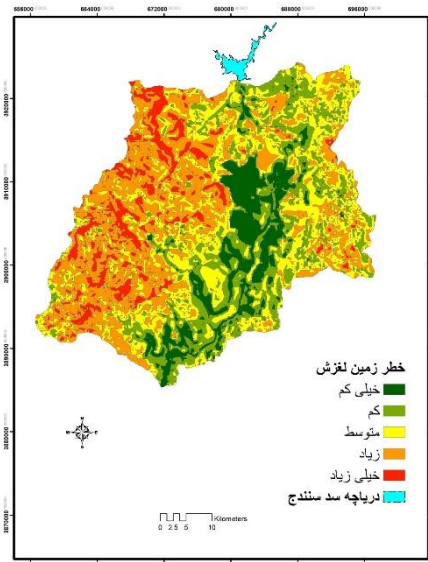 656000 664000 672000 680000 688000 696000
3920000
3910000
3900000
3890000
3880000
3870000
خطر زمین لغزش
خیلی کم
کم
متوسط
زیاد
خیلی زیاد
دریاچه سد سنندج
N
W E
S
Kilometers
0 2.5 5 10